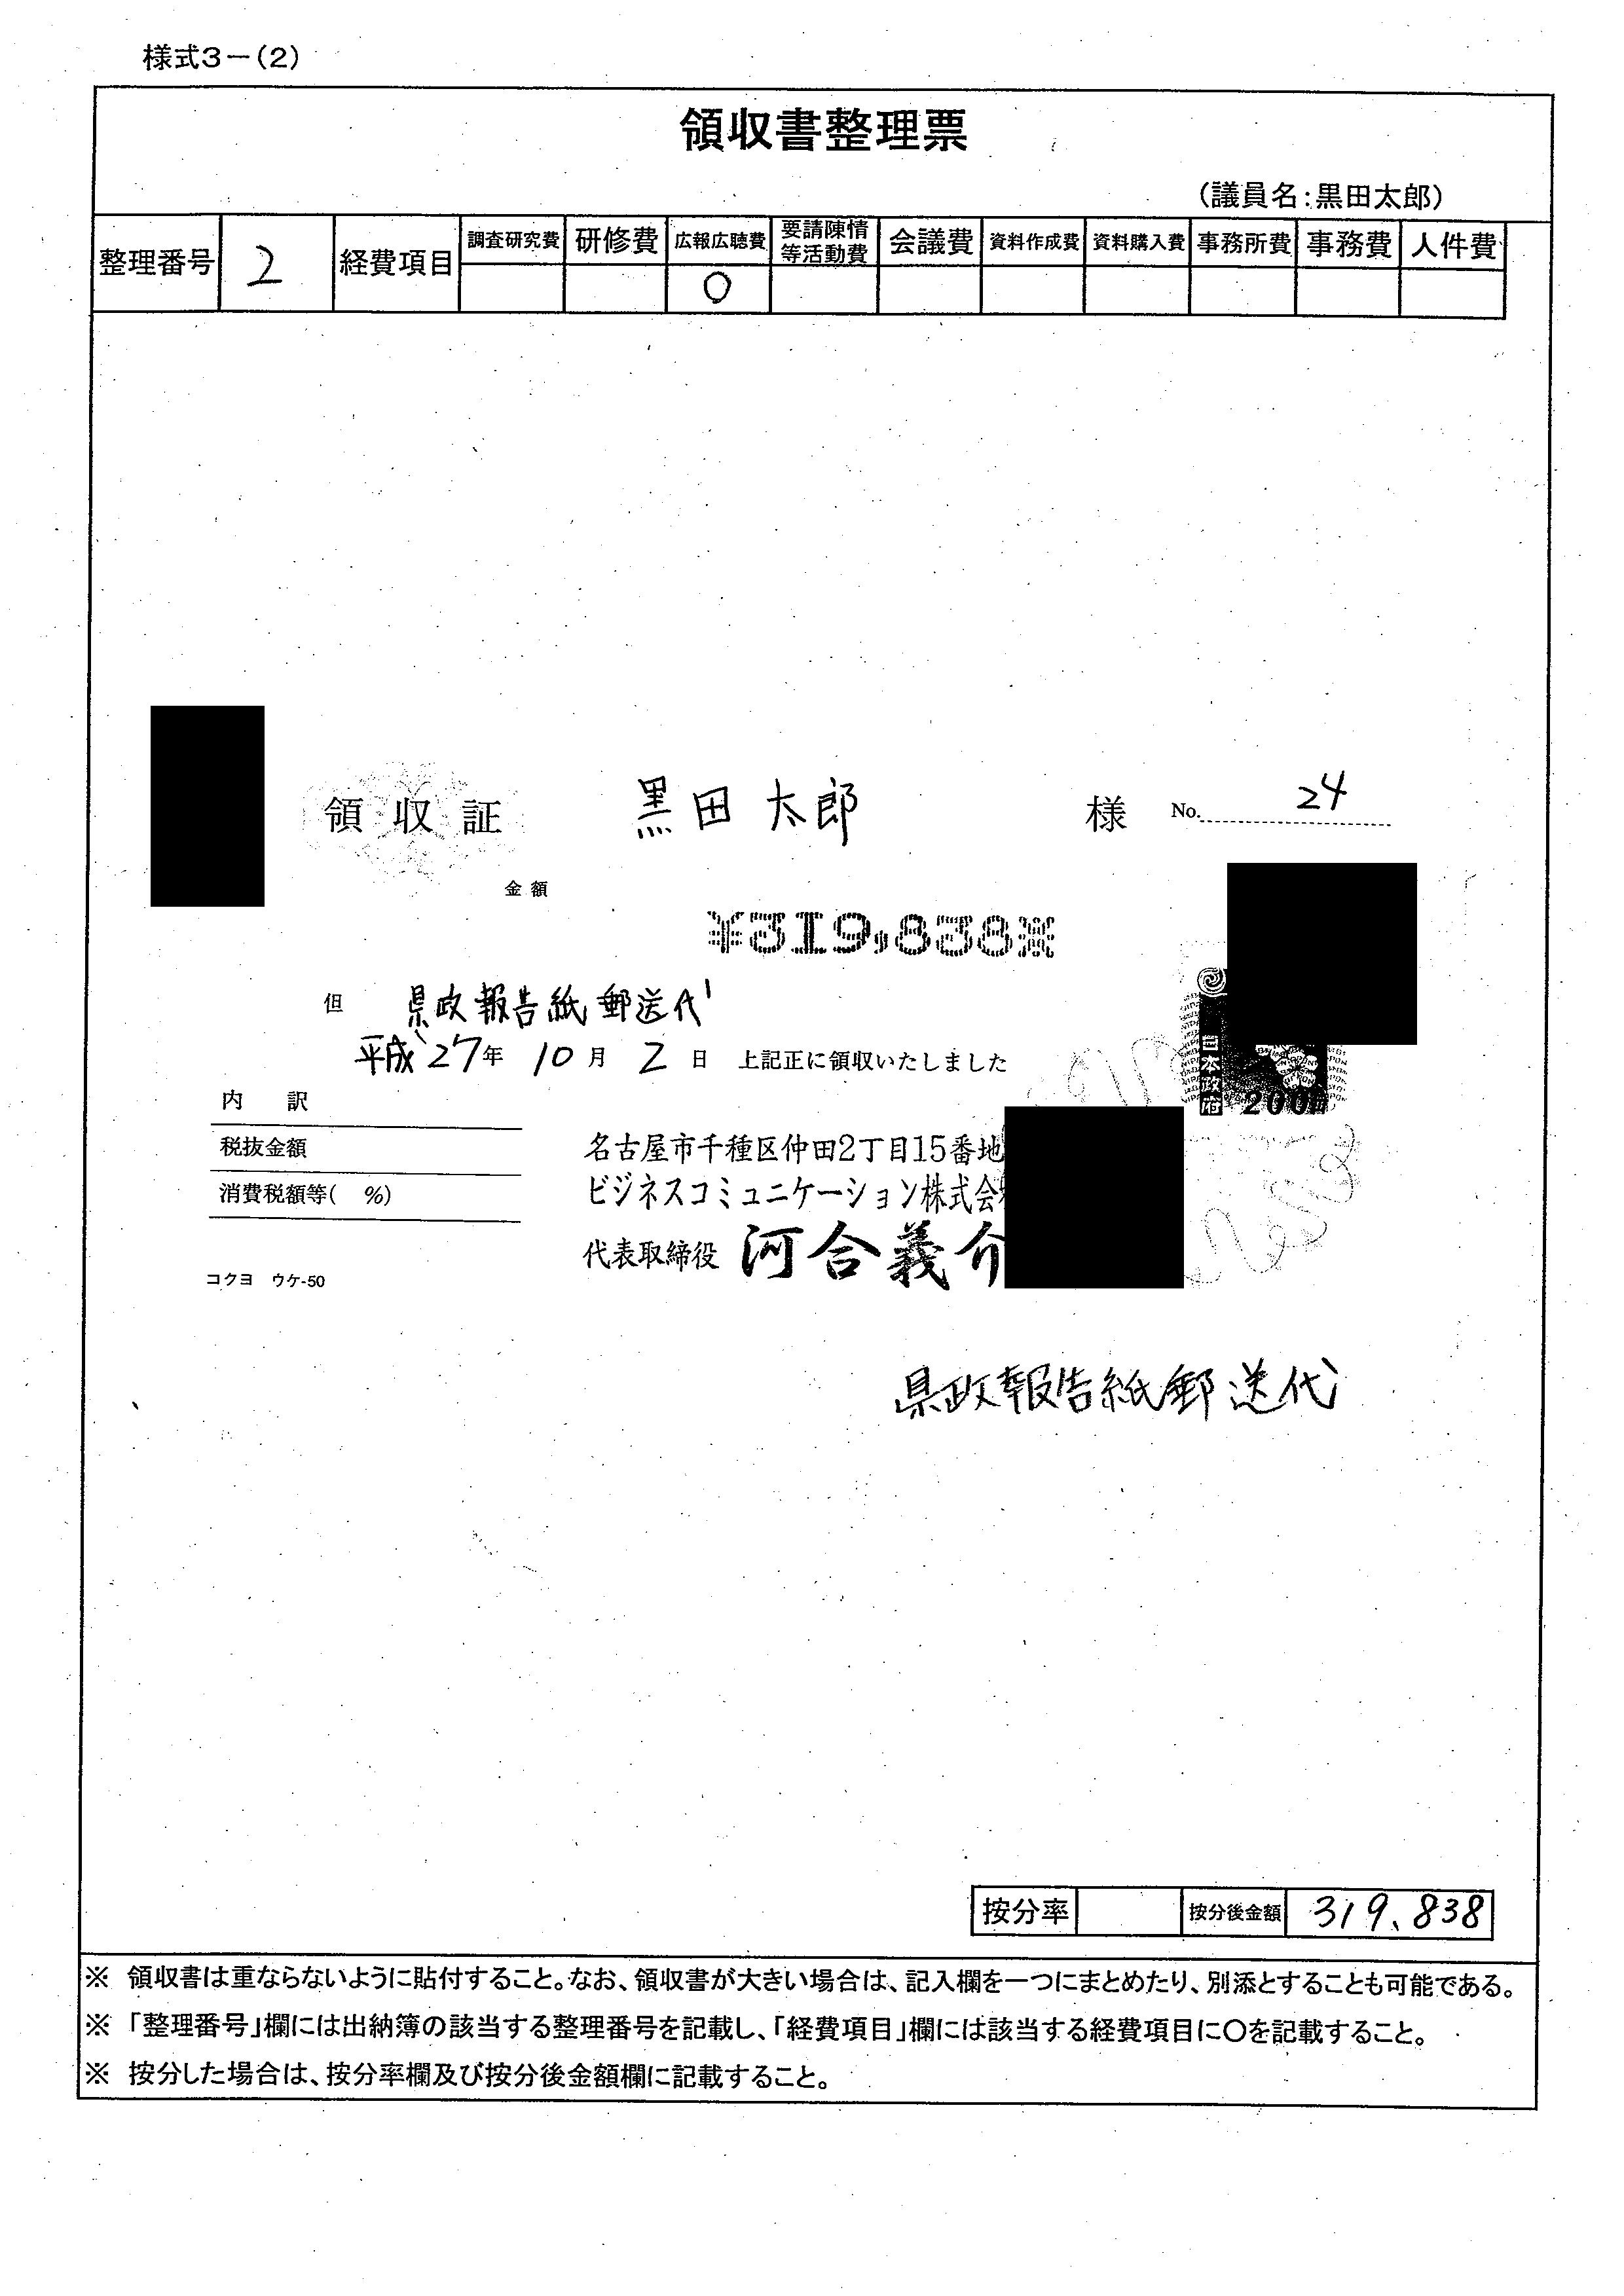 様式3－(2)
領収書整理票
(議員名:黒田太郎)
整理番号 2 経費項目 調査研究費 研修費 広報広聴費 要請陳情等活動費 会議費 資料作成費 資料購入費 事務所費 事務費 人件費
○
領収証 黒田太郎 様 No. 24
金額
¥319,838※
但 県政報告紙郵送代
平成27年 10月 2日 上記正に領収いたしました
内 訳
税抜金額
消費税額等( %)
コクヨ ウケ-50
日本政府 200
名古屋市千種区仲田2丁目15番地
ビジネスコミュニケーション株式会
代表取締役 河合義介
県政報告紙郵送代
按分率 按分後金額 319,838
※ 領収書は重ならないように貼付すること。なお、領収書が大きい場合は、記入欄を一つにまとめたり、別添とすることも可能である。
※ 「整理番号」欄には出納簿の該当する整理番号を記載し、「経費項目」欄には該当する経費項目に○を記載すること。
※ 按分した場合は、按分率欄及び按分後金額欄に記載すること。